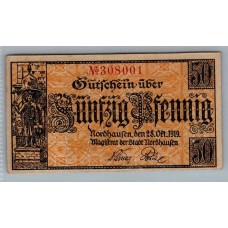 №308001
50
Gutschein über
Fünfzig Pfennig
Nordhausen, den 28. Okt. 1919.
Magistrat der Stadt Nordhausen
50